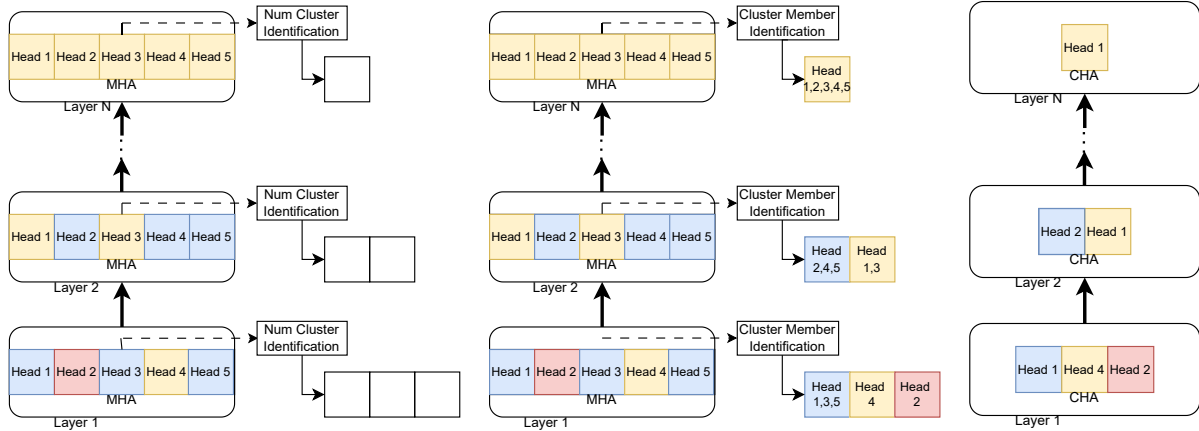 Head 1 Head 2 Head 3 Head 4 Head 5
MHA
Layer N
Num Cluster
Identification
Head 1 Head 2 Head 3 Head 4 Head 5
MHA
Layer 2
Num Cluster
Identification
Head 1 Head 2 Head 3 Head 4 Head 5
MHA
Layer 1
Num Cluster
Identification
Head 1 Head 2 Head 3 Head 4 Head 5
MHA
Layer N
Cluster Member
Identification
Head
1,2,3,4,5
Head 1 Head 2 Head 3 Head 4 Head 5
MHA
Layer 2
Cluster Member
Identification
Head
2,4,5
Head
1,3
Head 1 Head 2 Head 3 Head 4 Head 5
MHA
Layer 1
Cluster Member
Identification
Head
1,3,5
Head
4
Head
2
Head 1
CHA
Layer N
Head 2 Head 1
CHA
Layer 2
Head 1 Head 4 Head 2
CHA
Layer 1